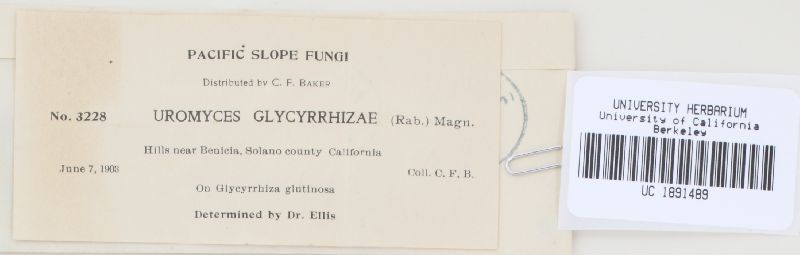 PACIFIC SLOPE FUNGI
Distributed by C. F. BAKER
No. 3228 UROMYCES GLYCYRRHIZAE (Rab.) Magn.
Hills near Benicia, Solano county California
June 7, 1903 Coll. C. F. B.
On Glycyrrhiza glutinosa
Determined by Dr. Ellis
UNIVERSITY HERBARIUM
University of California
Berkeley
UC 1891489